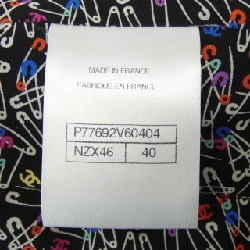 MADE IN FRANCE
FABRIQUE EN FRANCE
P77692V60404
NZX46 40